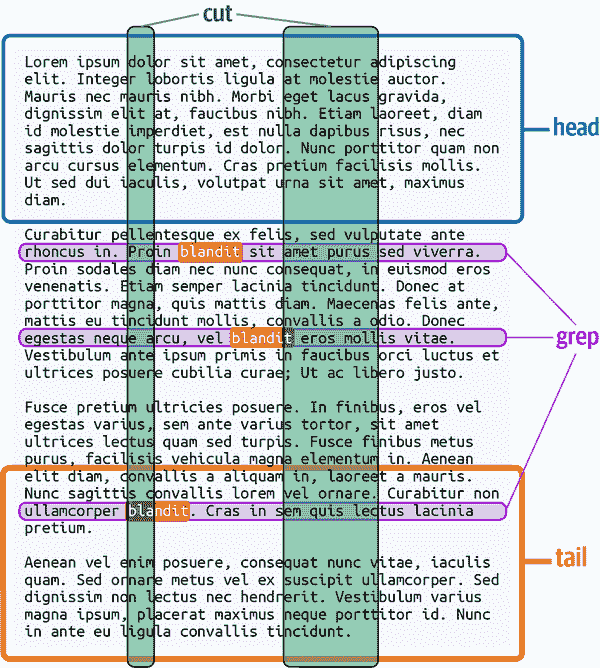 cut
Lorem ipsum dolor sit amet, consectetur adipiscing
elit. Integer lobortis ligula at molestie auctor.
Mauris nec mauris nibh. Morbi eget lacus gravida,
dignissim elit at, faucibus nibh. Etiam laoreet, diam
id molestie imperdiet, est nulla dapibus risus, nec
sagittis dolor turpis id dolor. Nunc porttitor quam non
arcu cursus elementum. Cras pretium facilisis mollis.
Ut sed dui iaculis, volutpat urna sit amet, maximus
diam.
head
Curabitur pellentesque ex felis, sed vulputate ante
rhoncus in. Proin blandit sit amet purus sed viverra.
Proin sodales diam nec nunc consequat, in euismod eros
venenatis. Etiam semper lacinia tincidunt. Donec at
porttitor magna, quis mattis diam. Maecenas felis ante,
mattis eu tincidunt mollis, convallis a odio. Donec
egestas neque arcu, vel blandit eros mollis vitae.
grep
Vestibulum ante ipsum primis in faucibus orci luctus et
ultrices posuere cubilia curae; Ut ac libero justo.
Fusce pretium ultricies posuere. In finibus, eros vel
egestas varius, sem ante varius tortor, sit amet
ultrices lectus quam sed turpis. Fusce finibus metus
purus, facilisis vehicula magna elementum in. Aenean
elit diam, convallis a aliquam in, laoreet a mauris.
Nunc sagittis convallis lorem vel ornare. Curabitur non
ullamcorper blandit. Cras in sem quis lectus lacinia
pretium.
Aenean vel enim posuere, consequat nunc vitae, iaculis
quam. Sed ornare metus vel ex suscipit ullamcorper. Sed
dignissim non lectus nec hendrerit. Vestibulum varius
magna ipsum, placerat maximus neque porttitor id. Nunc
in ante eu ligula convallis tincidunt.
tail